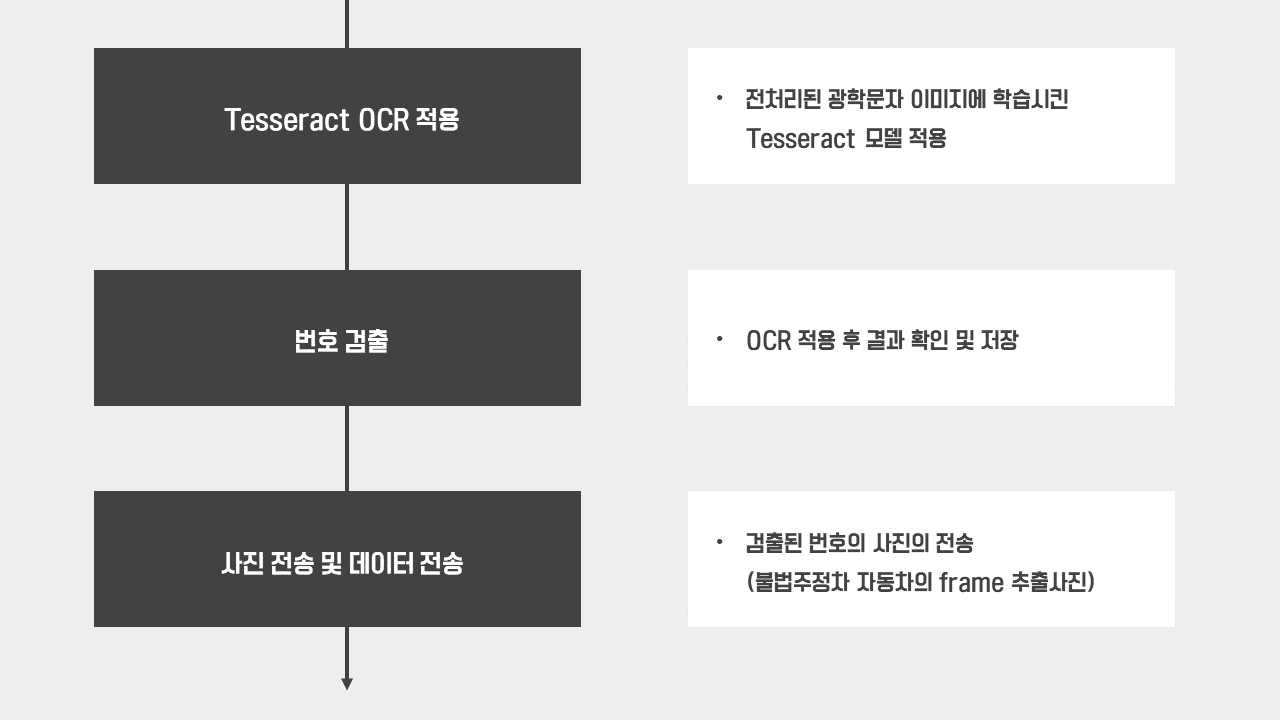 Tesseract OCR 적용
• 전처리된 광학문자 이미지에 학습시킨
Tesseract 모델 적용
번호 검출
• OCR 적용 후 결과 확인 및 저장
사진 전송 및 데이터 전송
• 검출된 번호의 사진의 전송
(불법주정차 자동차의 frame 추출사진)